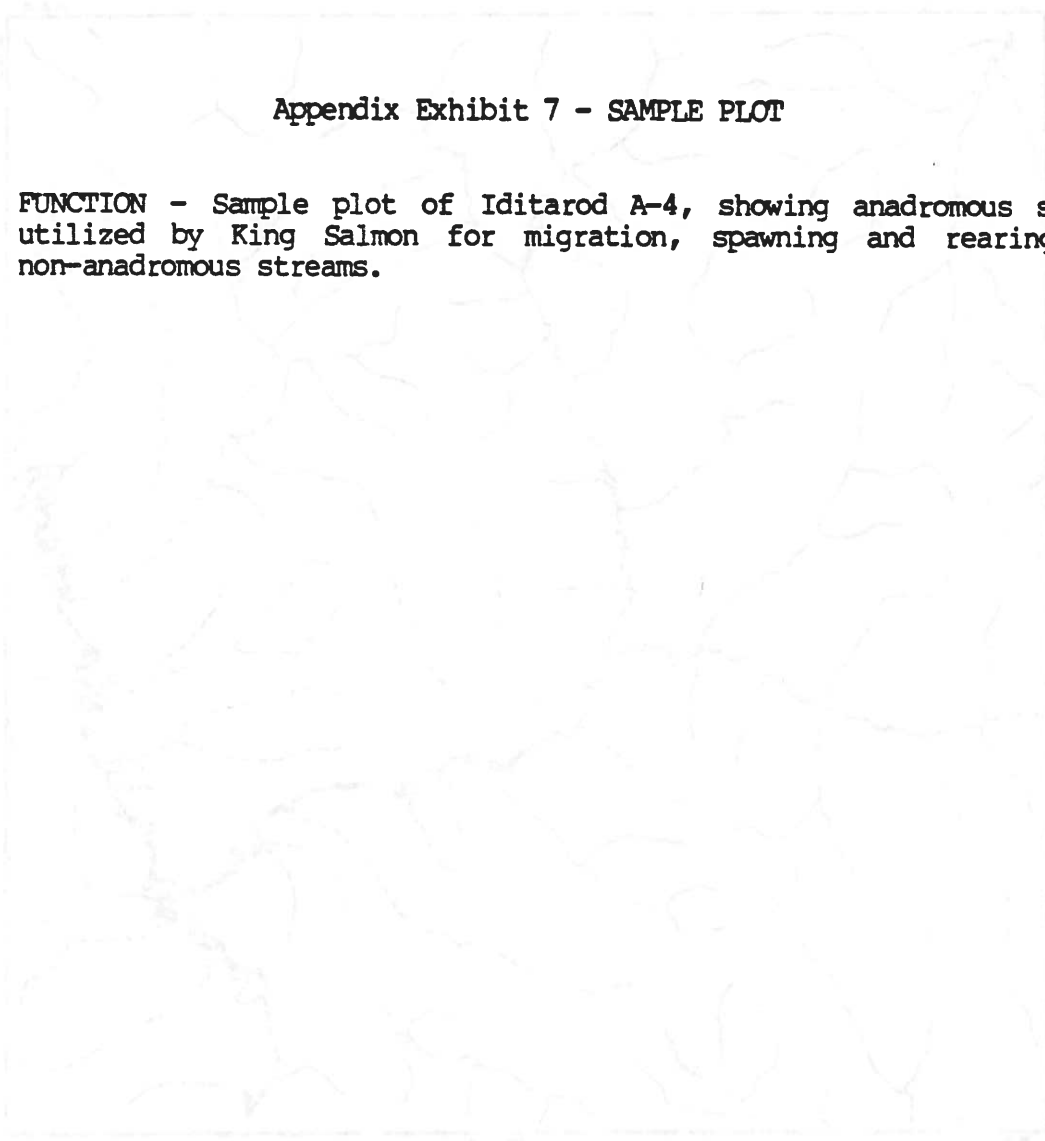 Appendix Exhibit 7 - SAMPLE PLOT
FUNCTION - Sample plot of Iditarod A-4, showing anadromous s
utilized by King Salmon for migration, spawning and rearing
non-anadromous streams.